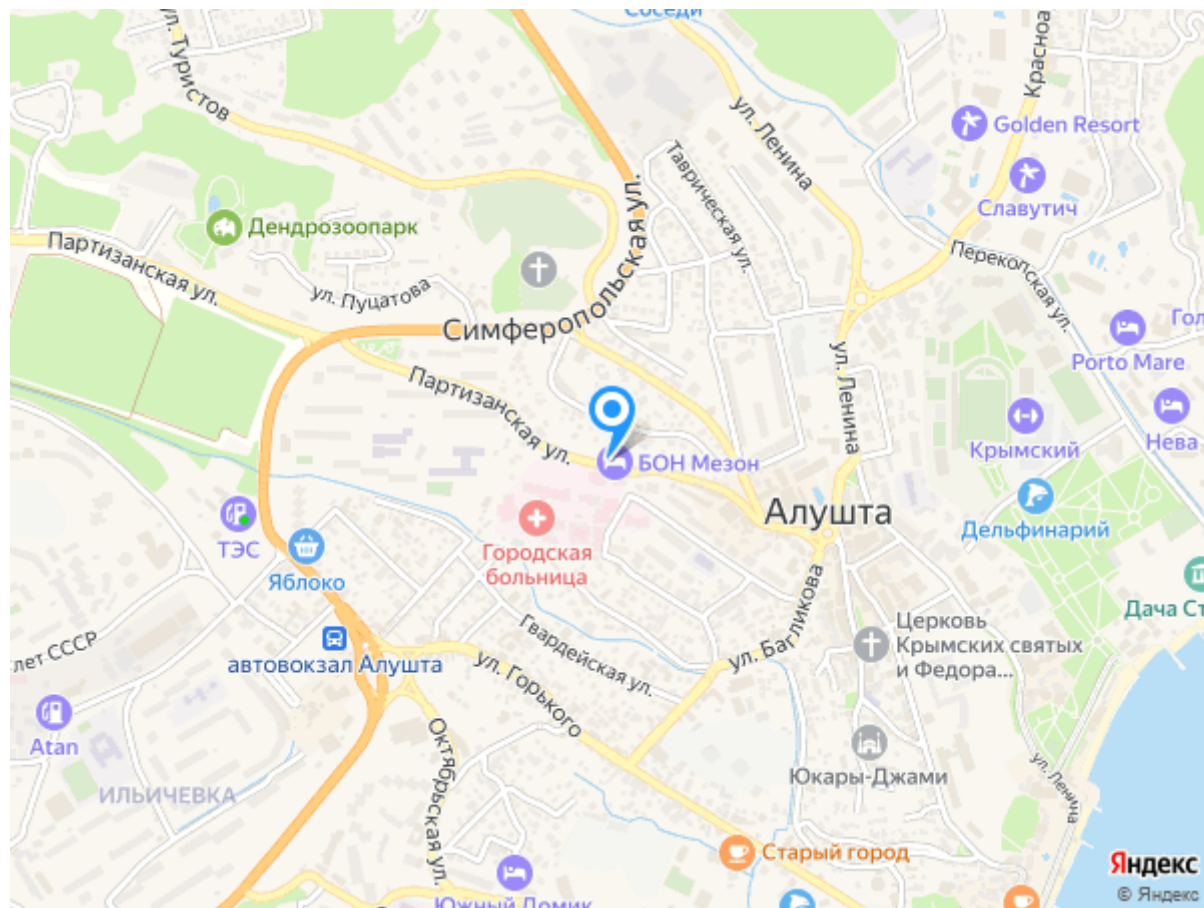 Соседи
ул. Туристов
Красноа
ул. Ленина
Golden Resort
Таврическая ул.
Славутич
Дендрозоопарк
Партизанская ул.
Перекопская ул.
ул. Пуцатова
Симферопольская ул.
Гол
Porto Mare
ул. Ленина
Партизанская ул.
Крымский
Нева
БОН Мезон
Алушта
Дельфинарий
ТЭС
Городская
больница
Яблоко
Дача Ст
ул. Багликова
Церковь
Крымских святых
и Федора...
Гвардейская ул.
лет СССР
автовокзал Алушта
ул. Горького
Atan
Октябрьская ул.
Юкары-Джами
ул. Ленина
ИЛЬИЧЕВКА
Старый город
Яндекс
© Яндекс
Южный Домик